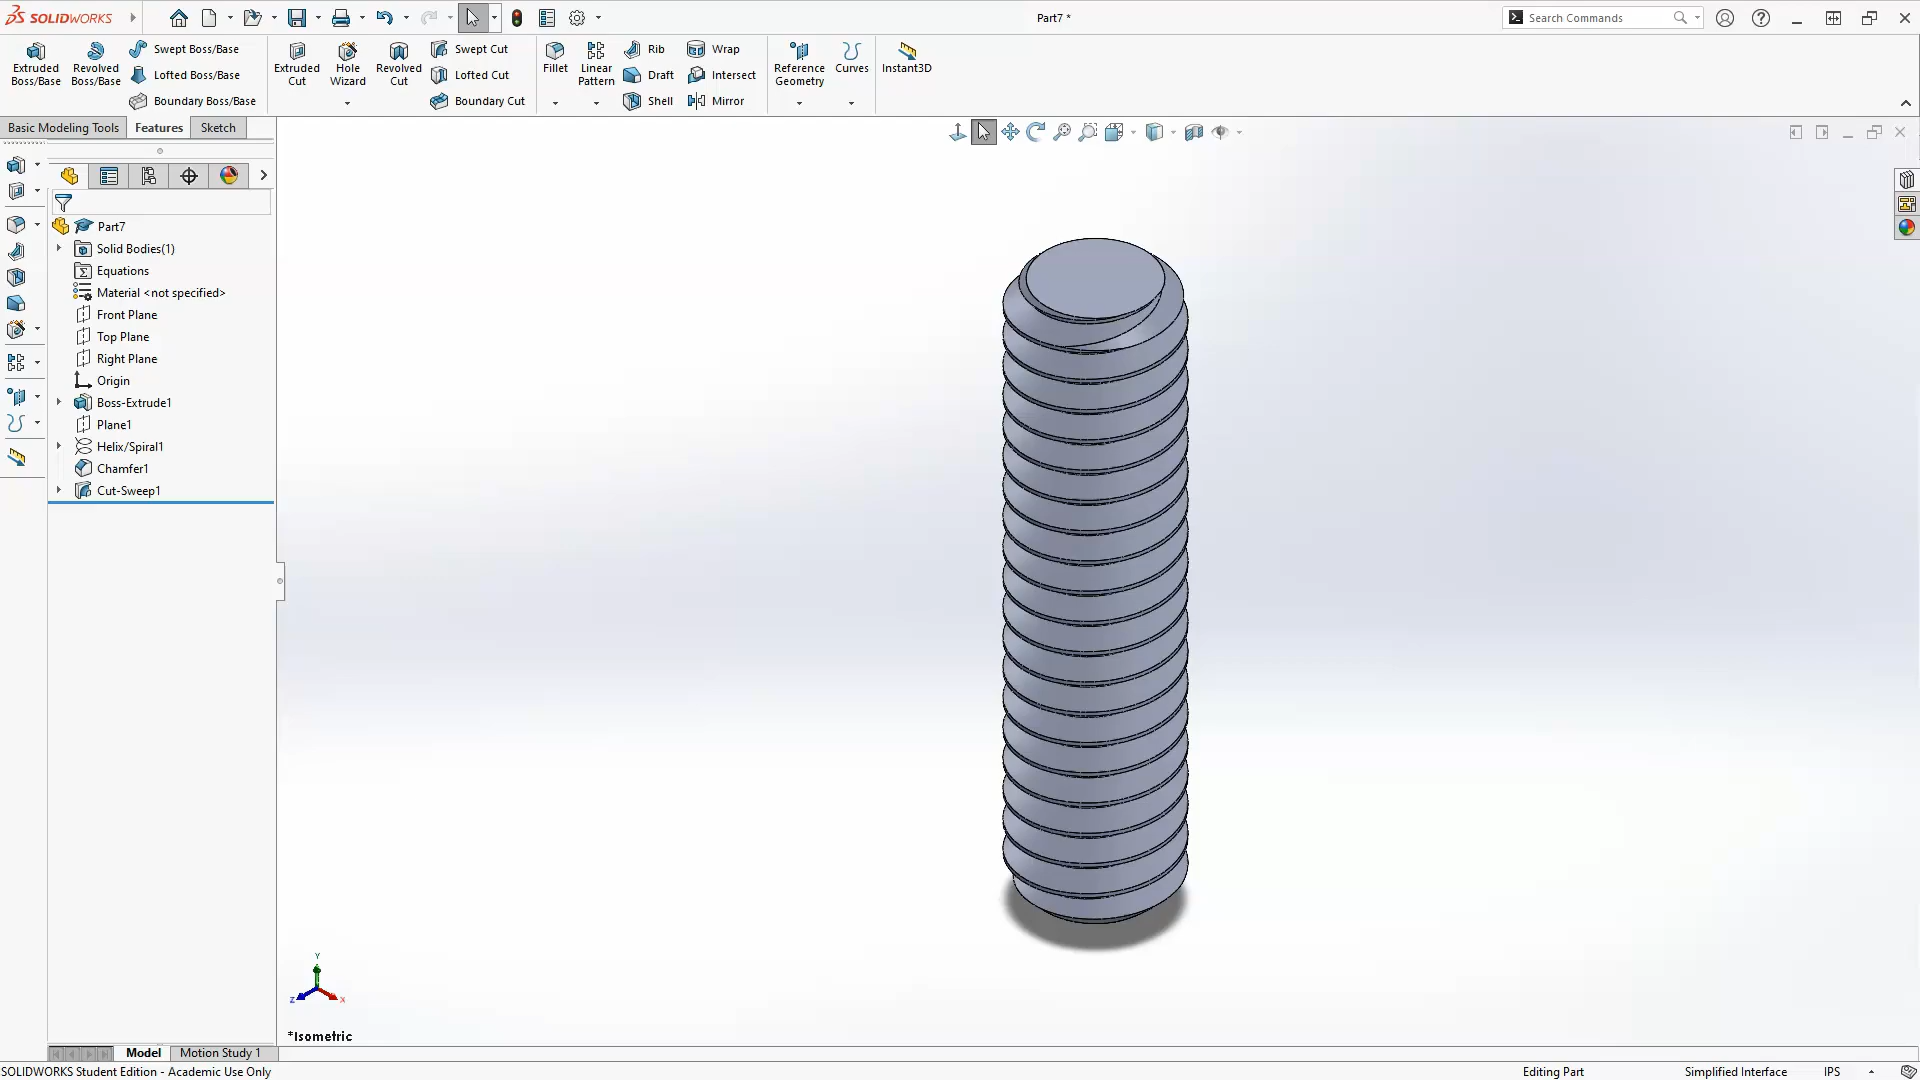 SOLIDWORKS
Part7 *
Search Commands
Extruded Boss/Base
Revolved Boss/Base
Swept Boss/Base
Lofted Boss/Base
Boundary Boss/Base
Extruded Cut
Hole Wizard
Revolved Cut
Swept Cut
Lofted Cut
Boundary Cut
Fillet
Linear Pattern
Rib
Draft
Shell
Wrap
Intersect
Mirror
Reference Geometry
Curves
Instant3D
Basic Modeling Tools
Features
Sketch
Part7
Solid Bodies(1)
Equations
Material <not specified>
Front Plane
Top Plane
Right Plane
Origin
Boss-Extrude1
Plane1
Helix/Spiral1
Chamfer1
Cut-Sweep1
Y
Z
X
*Isometric
Model
Motion Study 1
SOLIDWORKS Student Edition - Academic Use Only
Editing Part
Simplified Interface
IPS